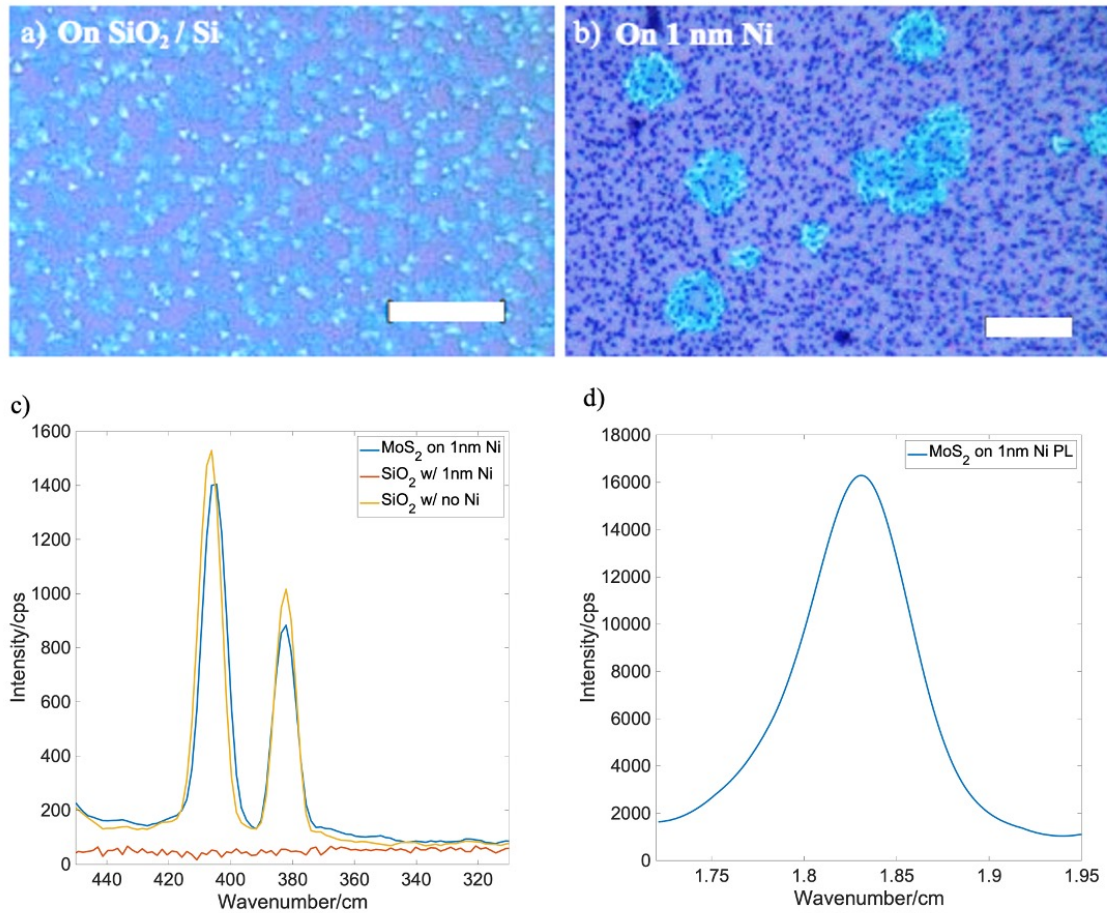 a) On SiO₂ / Si
b) On 1 nm Ni
c)
1600
1400
1200
1000
800
600
400
200
0
Intensity/cps
440 420 400 380 360 340 320
Wavenumber/cm
MoS₂ on 1nm Ni
SiO₂ w/ 1nm Ni
SiO₂ w/ no Ni
d)
18000
16000
14000
12000
10000
8000
6000
4000
2000
0
Intensity/cps
1.75 1.8 1.85 1.9 1.95
Wavenumber/cm
MoS₂ on 1nm Ni PL